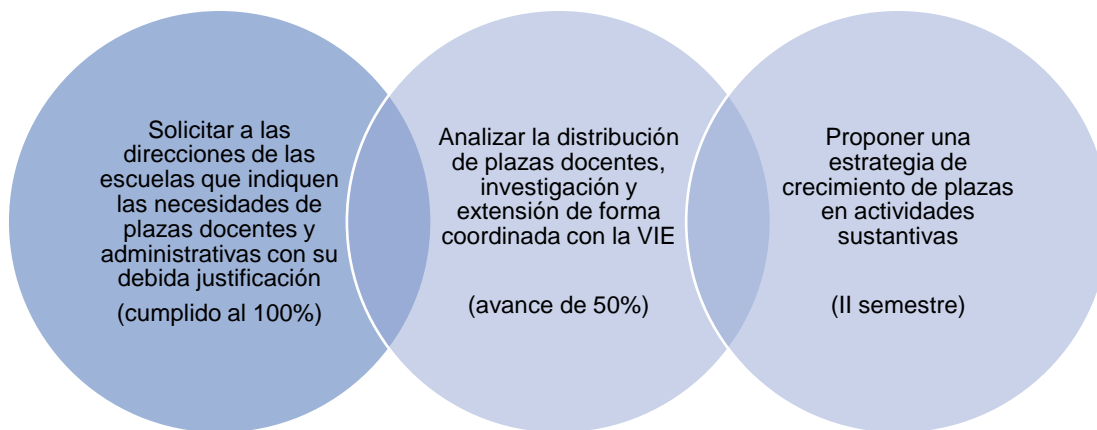 Solicitar a las
direcciones de las
escuelas que indiquen
las necesidades de
plazas docentes y
administrativas con su
debida justificación
(cumplido al 100%)
Analizar la distribución
de plazas docentes,
investigación y
extensión de forma
coordinada con la VIE
(avance de 50%)
Proponer una
estrategia de
crecimiento de plazas
en actividades
sustantivas
(II semestre)